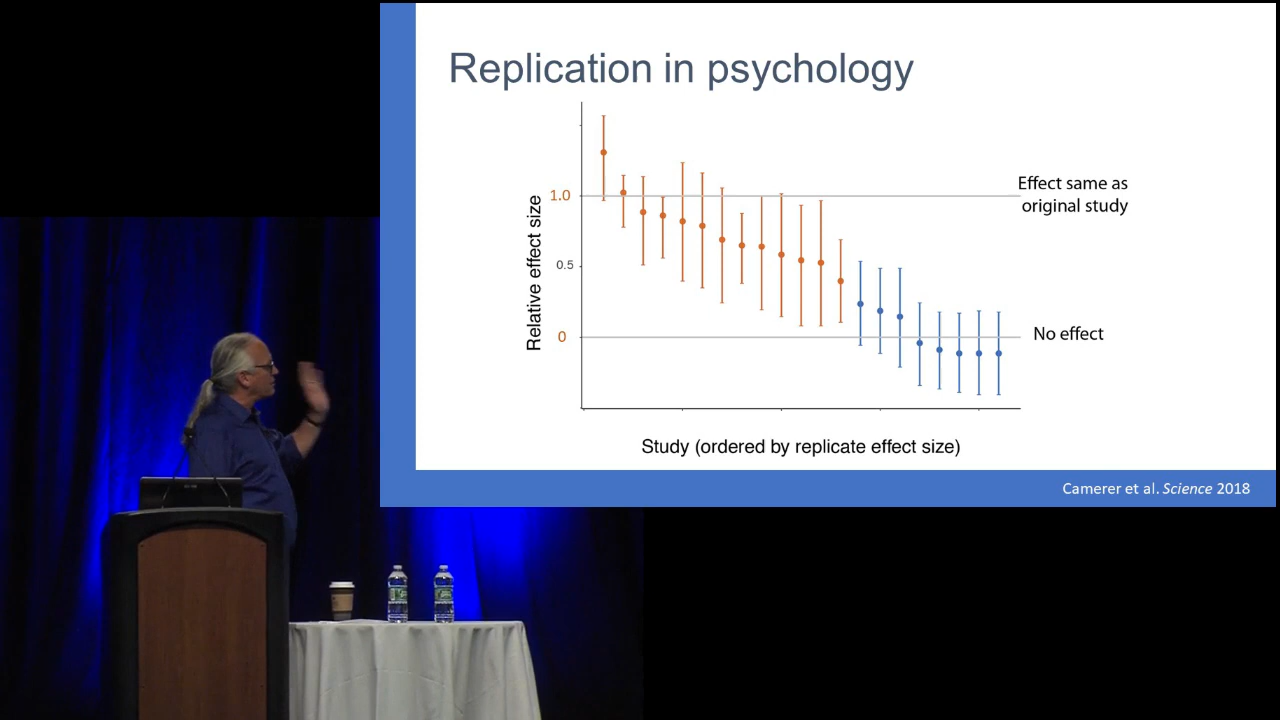 Replication in psychology
Relative effect size
1.0
0.5
0
Effect same as
original study
No effect
Study (ordered by replicate effect size)
Camerer et al. Science 2018